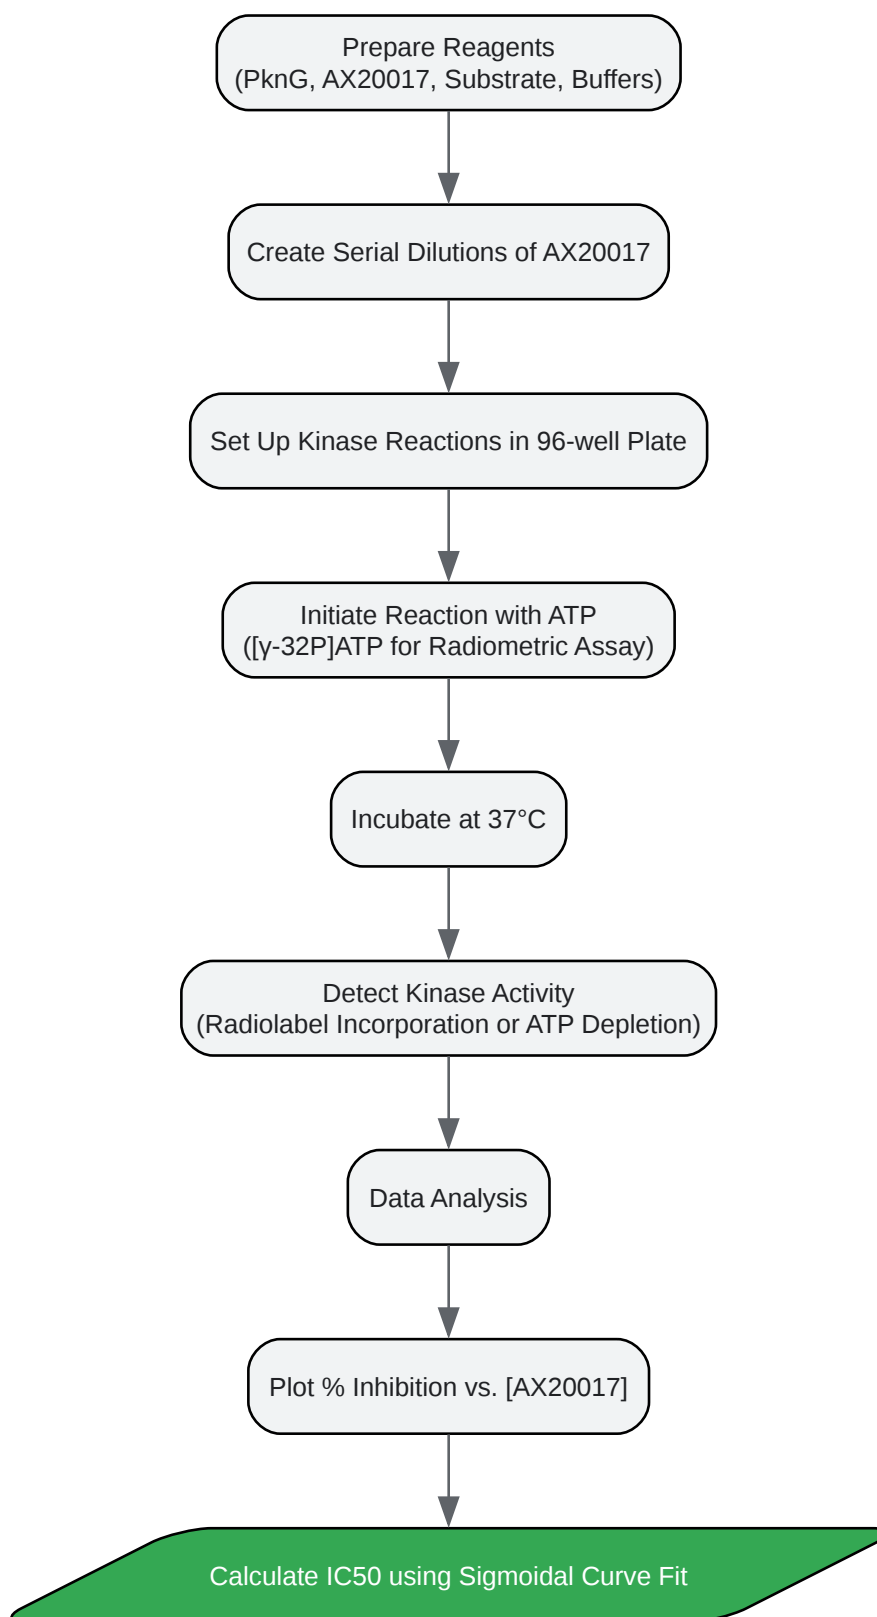 Prepare Reagents
(PknG, AX20017, Substrate, Buffers)
Create Serial Dilutions of AX20017
Set Up Kinase Reactions in 96-well Plate
Initiate Reaction with ATP
([γ-32P]ATP for Radiometric Assay)
Incubate at 37°C
Detect Kinase Activity
(Radiolabel Incorporation or ATP Depletion)
Data Analysis
Plot % Inhibition vs. [AX20017]
Calculate IC50 using Sigmoidal Curve Fit